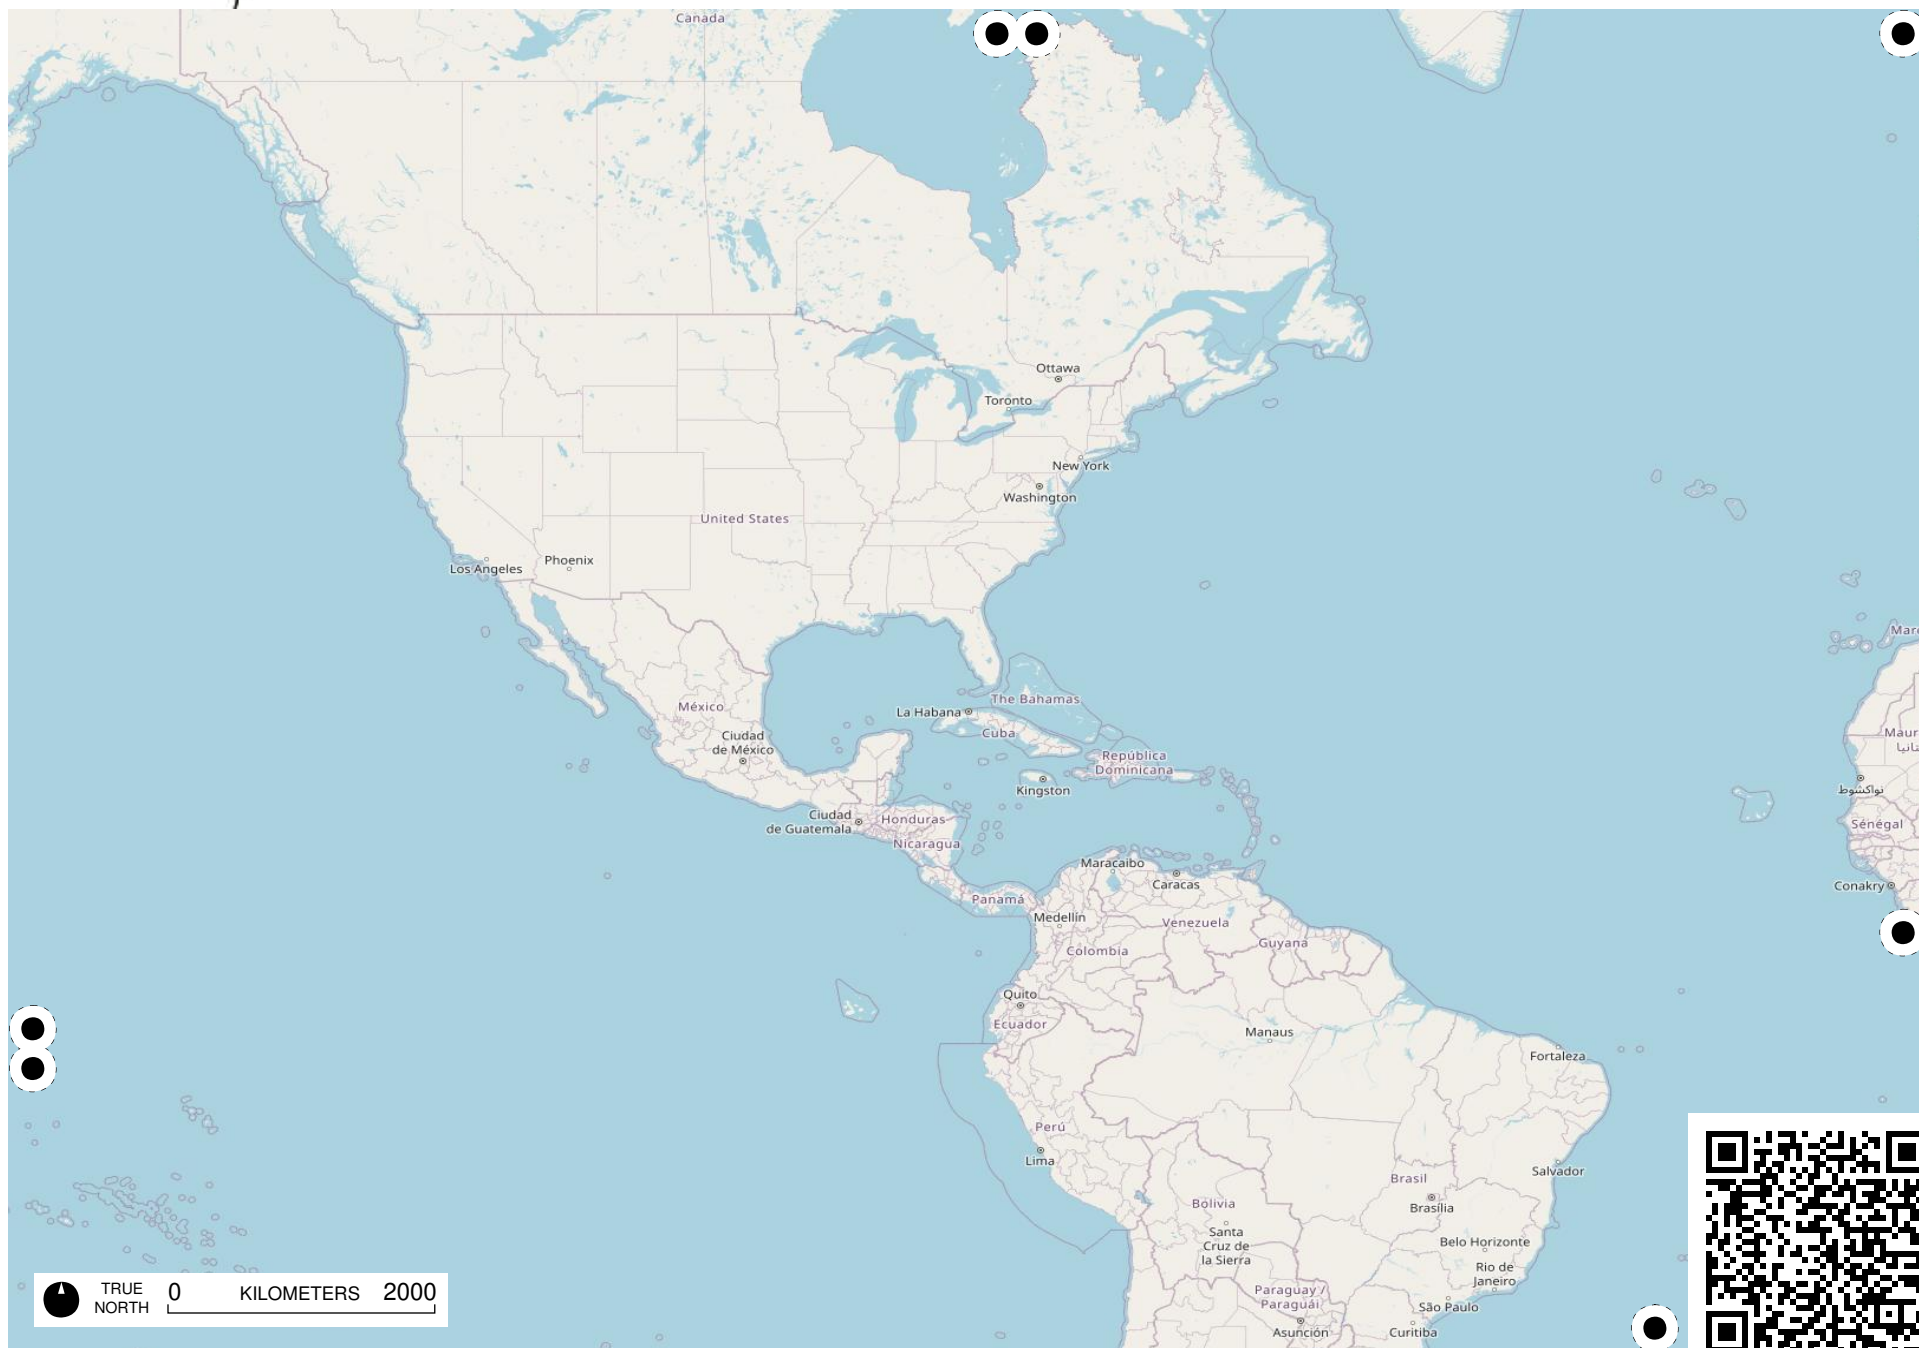 Canada
Ottawa
Toronto
New York
Washington
United States
Los Angeles
Phoenix
México
Ciudad
de México
La Habana
The Bahamas
Cuba
República
Dominicana
Kingston
Ciudad
de Guatemala
Honduras
Nicaragua
نواكشوط
Sénégal
Maracaibo
Caracas
Conakry
Panamá
Medellín
Venezuela
Guyana
Colombia
Quito
Ecuador
Manaus
Fortaleza
Perú
Lima
Salvador
Brasil
Bolivia
Brasília
Santa
Cruz de
la Sierra
Belo Horizonte
Rio de
Janeiro
Paraguay /
Paraguái
São Paulo
Asunción
Curitiba
TRUE
NORTH
0 KILOMETERS 2000